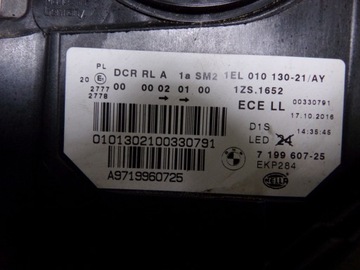 PL
DCR RL A 1a SM2 1EL 010 130-21/AY
20 E 2777 2778
00 00 02 01 00
→ →
1ZS.1652
ECE LL
00330791
17.10.2016
D1S
14:35:45
LED 24
0101302100330791
7 199 607-25
EKP284
A9719960725
HELLA